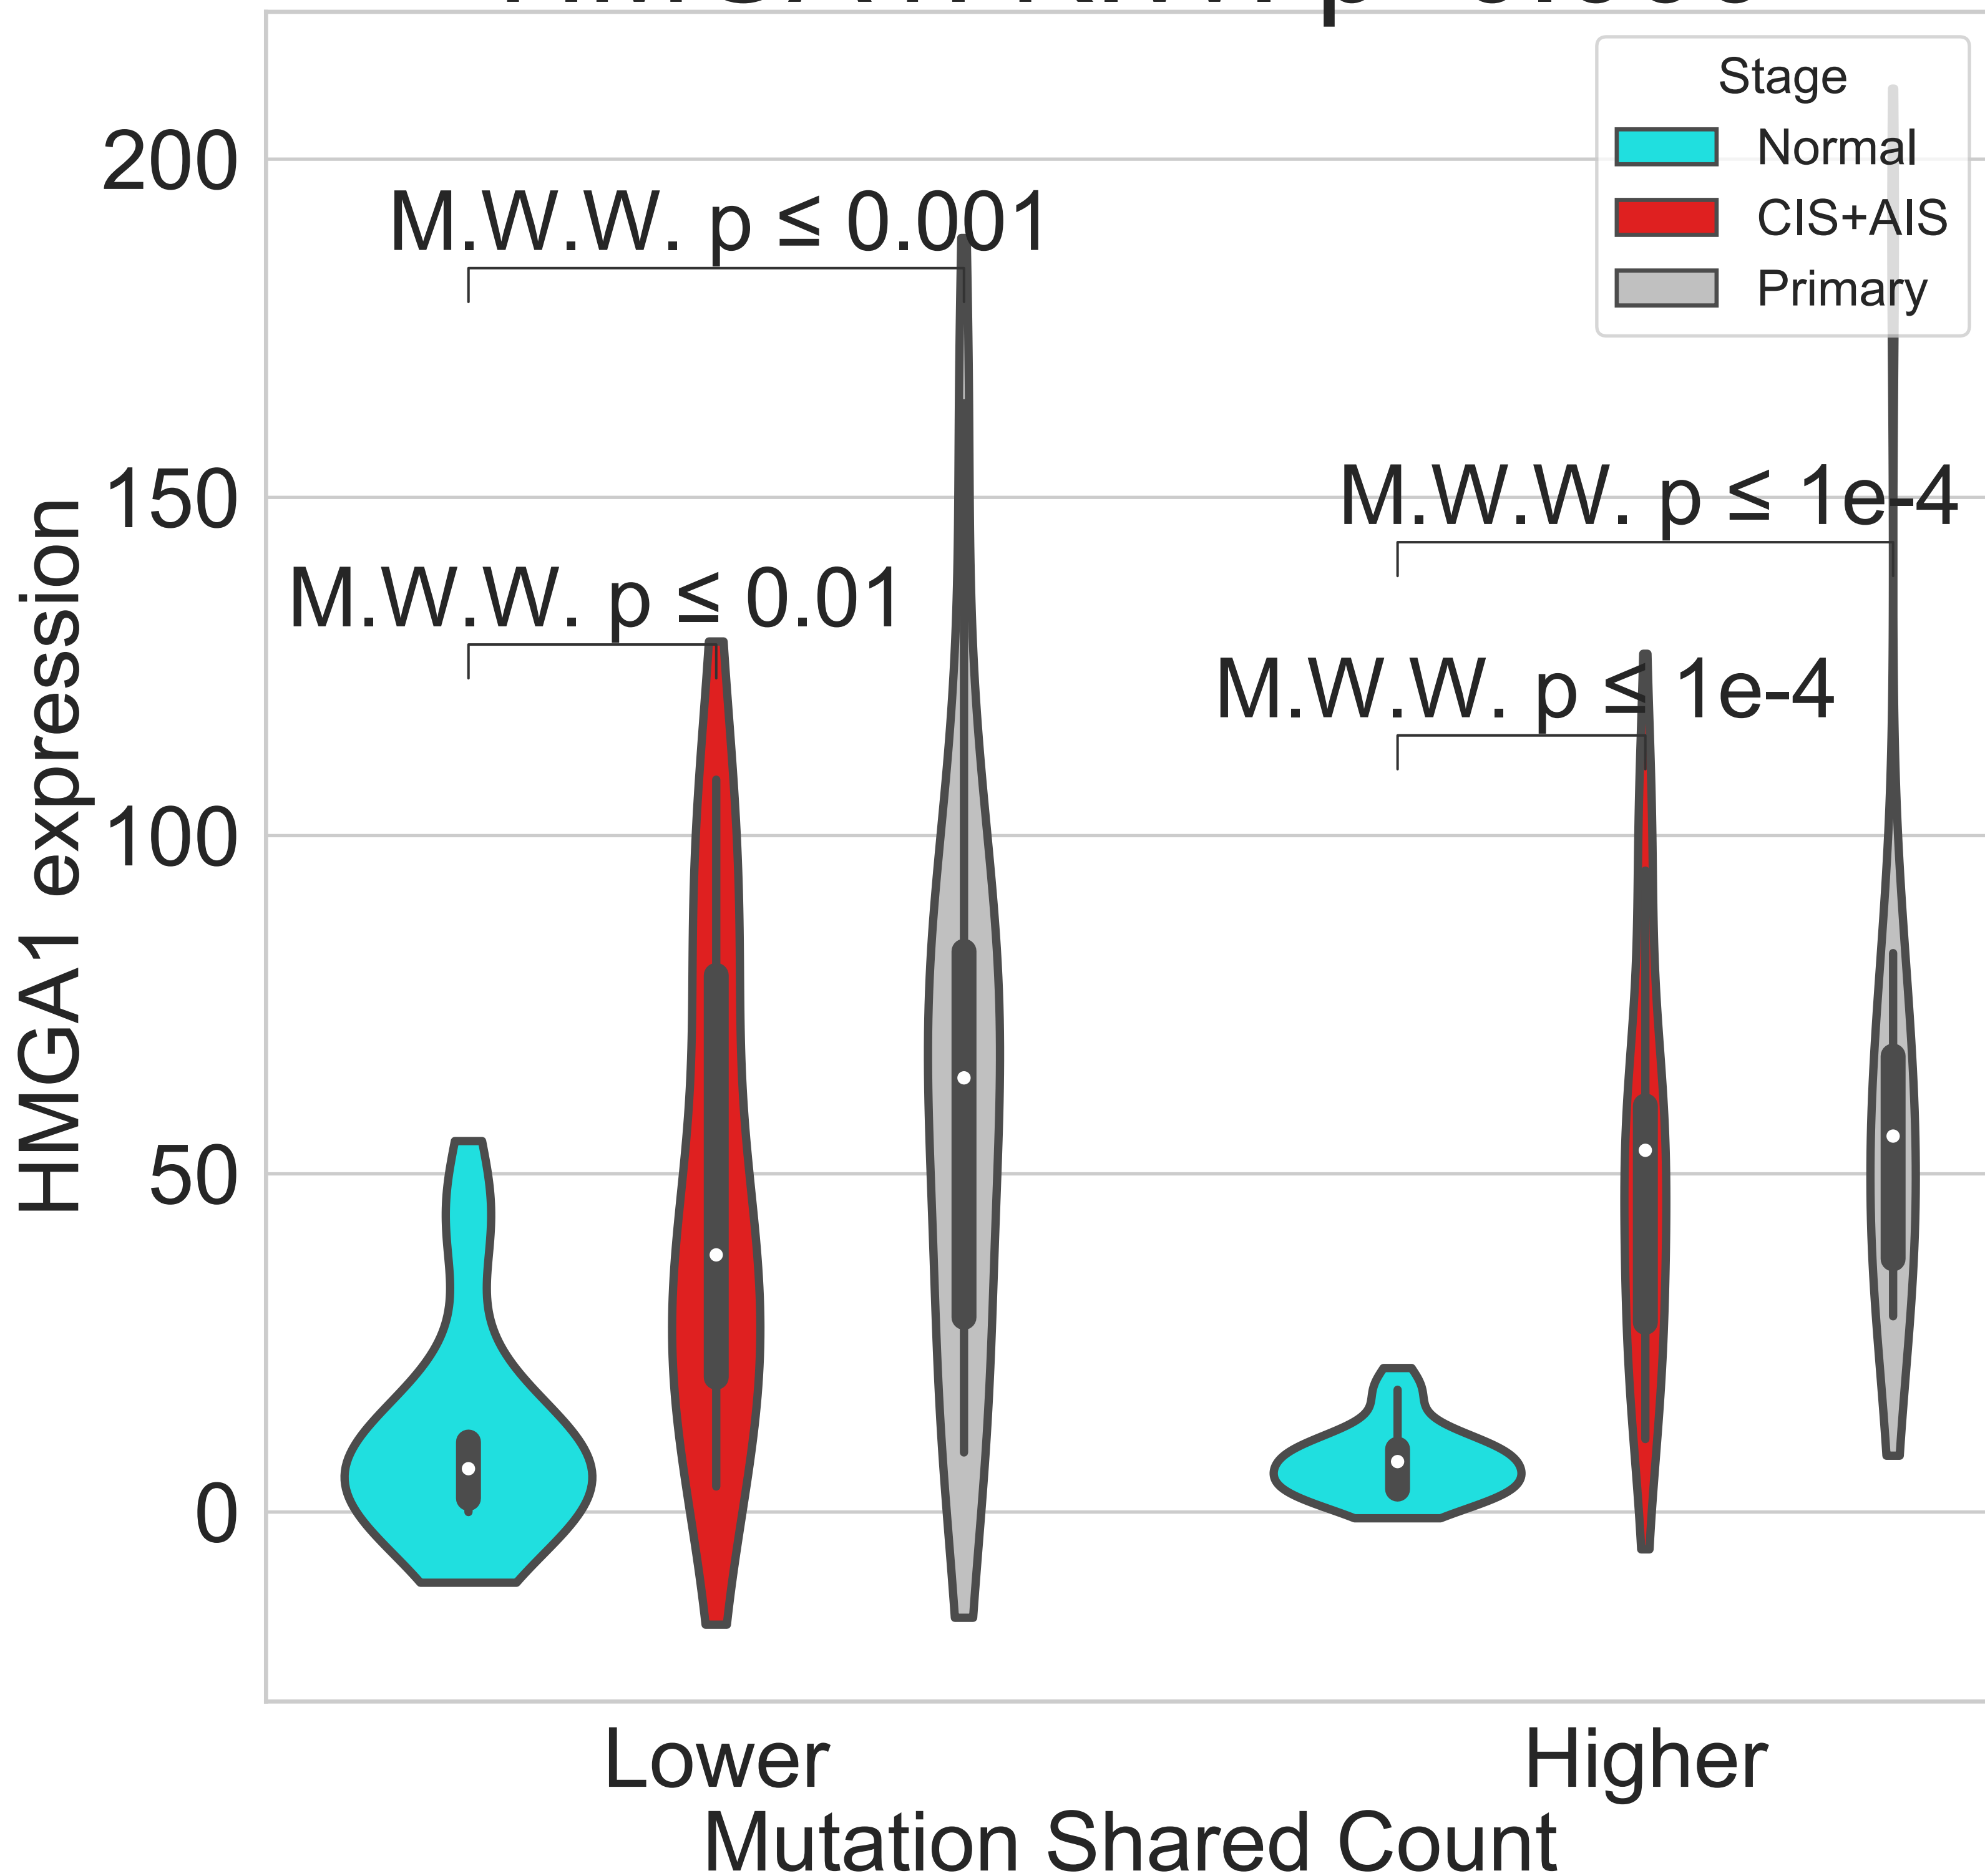 Stage
Normal
CIS+AIS
Primary
200
150
100
50
0
HMGA1 expression
M.W.W. p ≤ 0.001
M.W.W. p ≤ 0.01
M.W.W. p ≤ 1e-4
M.W.W. p ≤ 1e-4
Lower
Higher
Mutation Shared Count